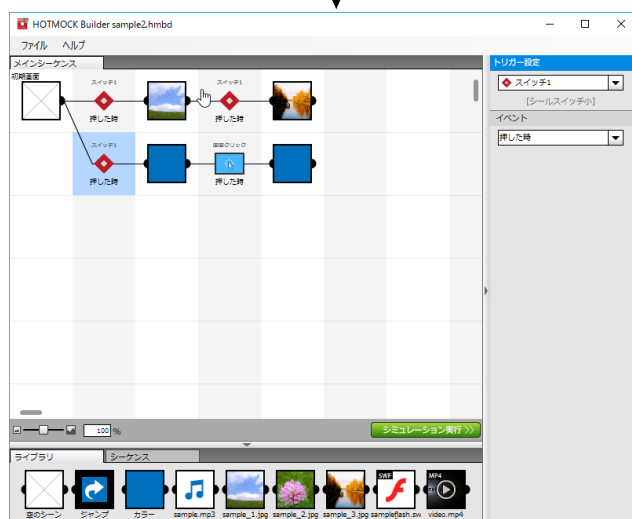 HOTMOCK Builder sample2.hmbd
ファイル ヘルプ
メインシーケンス
初期画面
スイッチ1 スイッチ1
押した時 押した時
スイッチ1 画面クリック
押した時 押した時
100 %
シミュレーション実行
トリガー設定
スイッチ1
[シールスイッチ小]
イベント
押した時
ライブラリ シーケンス
SWF MP4
空のシーン ジャンプ カラー sample.mp3 sample_1.jpg sample_2.jpg sample_3.jpg sampleflash.sw video.mp4